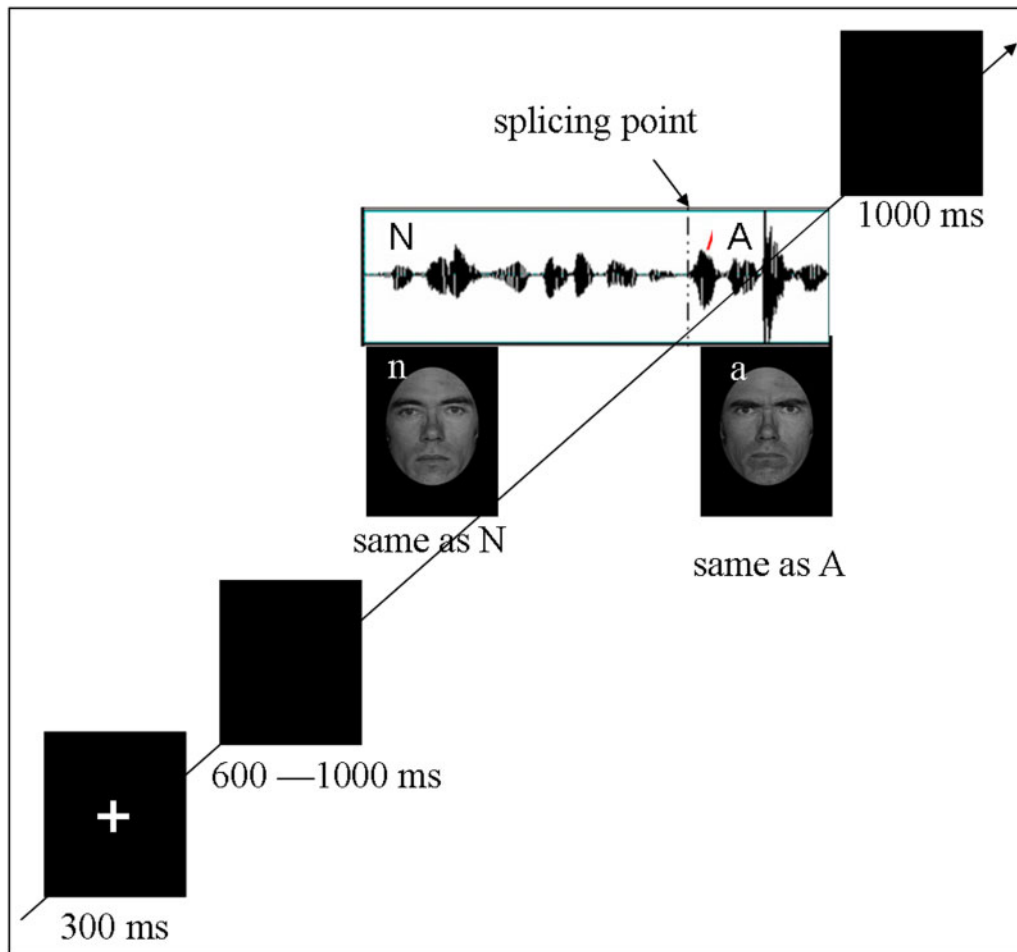 splicing point
N A
1000 ms
n a
same as N
same as A
600 —1000 ms
300 ms